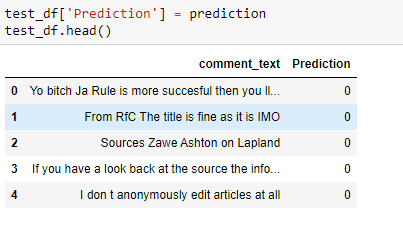 test_df['Prediction'] = prediction
test_df.head()
comment_text Prediction
0 Yo bitch Ja Rule is more succesful then you ll... 0
1 From RfC The title is fine as it is IMO 0
2 Sources Zawe Ashton on Lapland 0
3 If you have a look back at the source the info... 0
4 I don t anonymously edit articles at all 0